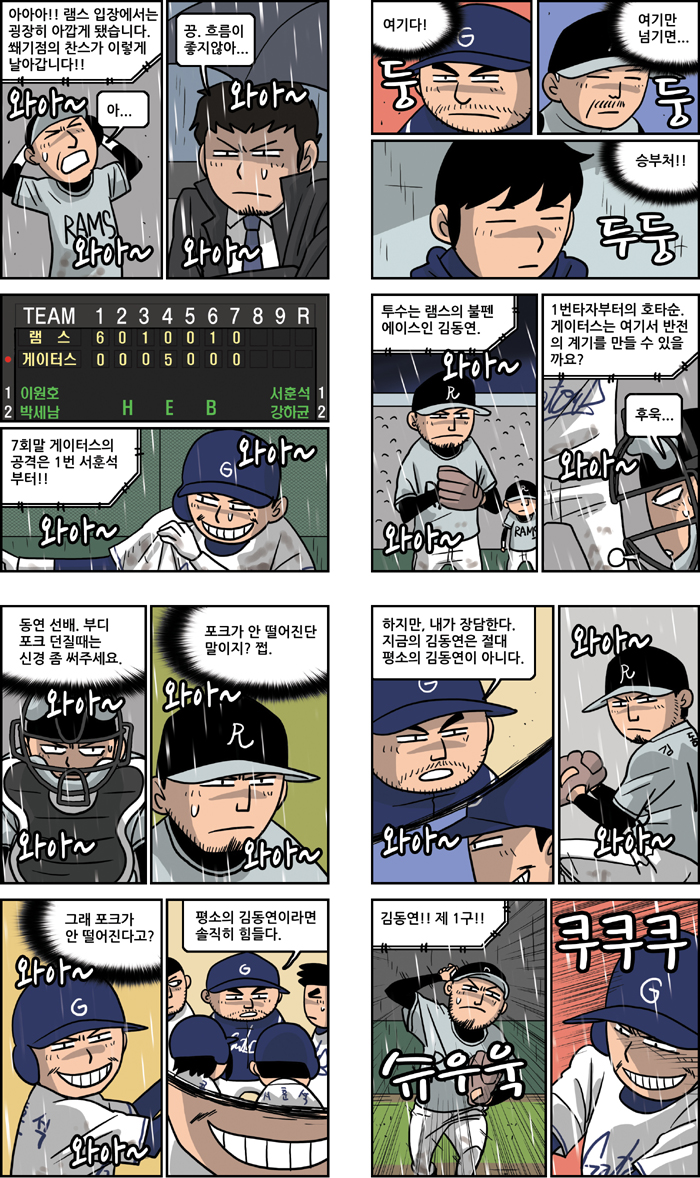 아아아!! 램스 입장에서는
굉장히 아깝게 됐습니다.
쐐기점의 찬스가 이렇게
날아갑니다!!
와아~
아...
RAMS
와아~
끙. 흐름이
좋지않아...
와아~
와아~
여기다!
G
둥
여기만
넘기면...
둥
승부처!!
두둥
TEAM 1 2 3 4 5 6 7 8 9 R
램 스 6 0 1 0 0 1 0
게이터스 0 0 0 5 0 0 0
1 이원호 서훈석 1
2 박세남 H E B 강하균 2
7회말 게이터스의
공격은 1번 서훈석
부터!!
G
와아~
와아~
투수는 램스의 불펜
에이스인 김동연.
와아~
R
R
RAMS
와아~
1번타자부터의 호타순.
게이터스는 여기서 반전
의 계기를 만들 수 있을
까요?
후욱...
와아~
동연 선배. 부디
포크 던질때는
신경 좀 써주세요.
와아~
와아~
포크가 안 떨어진단
말이지? 쩝.
와아~
R
와아~
하지만, 내가 장담한다.
지금의 김동연은 절대
평소의 김동연이 아니다.
G
와아~
와아~
R
와아~
그래 포크가
안 떨어진다고?
와아~
G
석
와아~
평소의 김동연이라면
솔직히 힘들다.
G
서훈석
김동연!! 제 1구!!
슈우욱
쿠쿠쿠
G